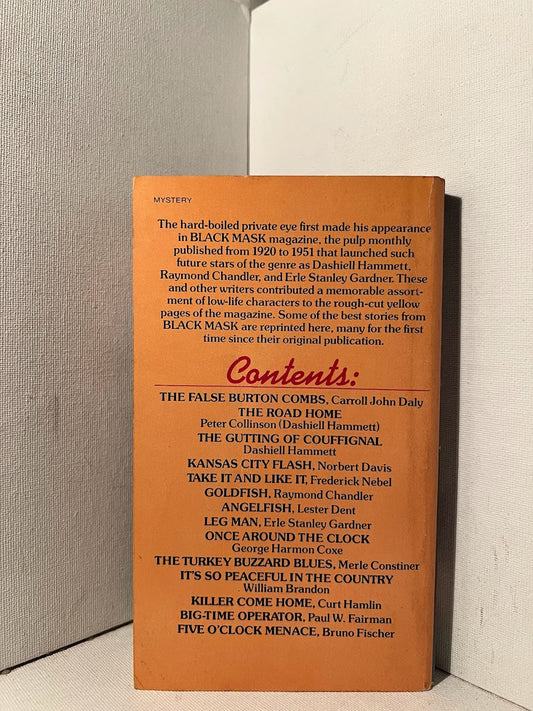 MYSTERY
The hard-boiled private eye first made his appearance
in BLACK MASK magazine, the pulp monthly
published from 1920 to 1951 that launched such
future stars of the genre as Dashiell Hammett,
Raymond Chandler, and Erle Stanley Gardner. These
and other writers contributed a memorable assort-
ment of low-life characters to the rough-cut yellow
pages of the magazine. Some of the best stories from
BLACK MASK are reprinted here, many for the first
time since their original publication.
Contents:
THE FALSE BURTON COMBS, Carroll John Daly
THE ROAD HOME
Peter Collinson (Dashiell Hammett)
THE GUTTING OF COUFFIGNAL
Dashiell Hammett
KANSAS CITY FLASH, Norbert Davis
TAKE IT AND LIKE IT, Frederick Nebel
GOLDFISH, Raymond Chandler
ANGELFISH, Lester Dent
LEG MAN, Erle Stanley Gardner
ONCE AROUND THE CLOCK
George Harmon Coxe
THE TURKEY BUZZARD BLUES, Merle Constiner
IT'S SO PEACEFUL IN THE COUNTRY
William Brandon
KILLER COME HOME, Curt Hamlin
BIG-TIME OPERATOR, Paul W. Fairman
FIVE O'CLOCK MENACE, Bruno Fischer